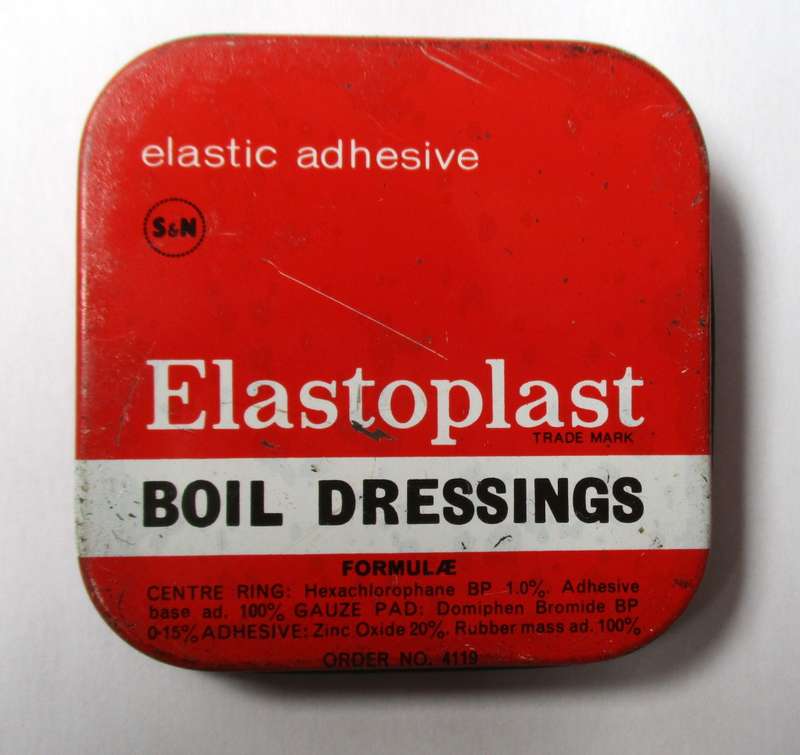 elastic adhesive
S&N
Elastoplast
TRADE MARK
BOIL DRESSINGS
FORMULÆ
CENTRE RING: Hexachlorophane BP 1.0%. Adhesive
base ad. 100% GAUZE PAD: Domiphen Bromide BP
0·15% ADHESIVE: Zinc Oxide 20%. Rubber mass ad. 100%
ORDER NO. 4119